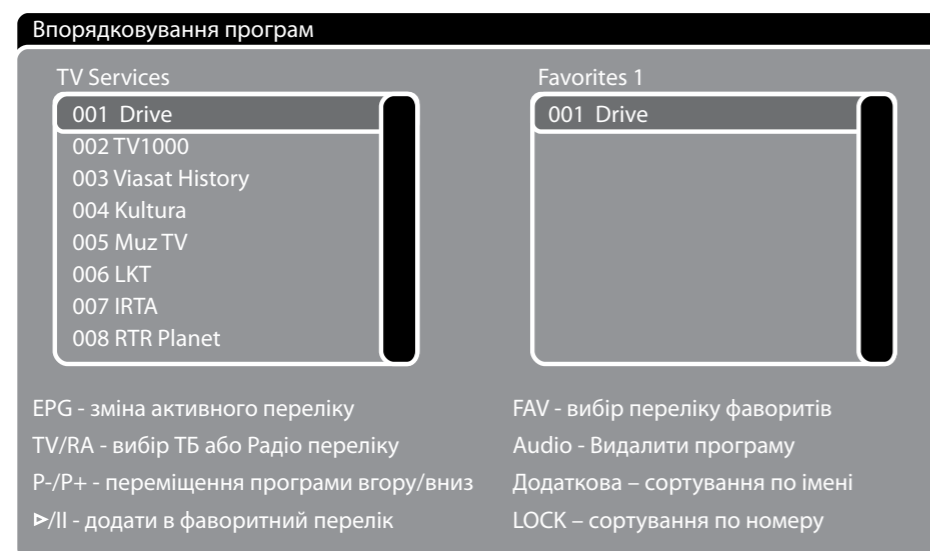 Впорядковування програм
TV Services
001 Drive
002 TV1000
003 Viasat History
004 Kultura
005 Muz TV
006 LKT
007 IRTA
008 RTR Planet
Favorites 1
001 Drive
EPG - зміна активного переліку
TV/RA - вибір ТБ або Радіо переліку
P-/P+ - переміщення програми вгору/вниз
▷/II - додати в фаворитний перелік
FAV - вибір переліку фаворитів
Audio - Видалити програму
Додаткова – сортування по імені
LOCK – сортування по номеру